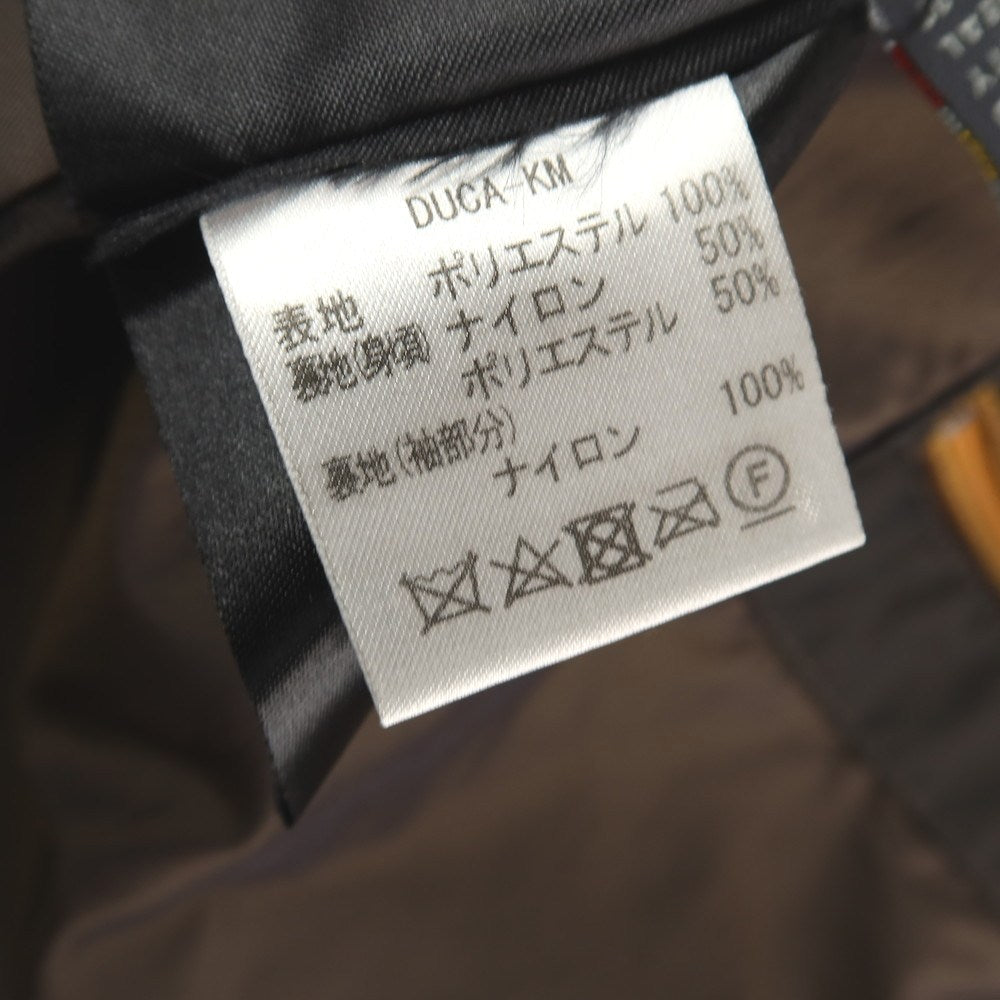 DUCA-KM
表地 ポリエステル 100%
裏地(身頃) ナイロン 50%
ポリエステル 50%
裏地(袖部分)
ナイロン 100%
F